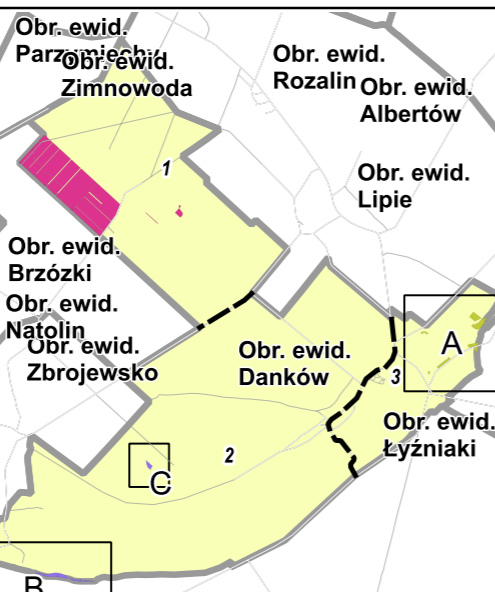 Obr. ewid.
Parzymiechy
Obr. ewid.
Zimnowoda
Obr. ewid.
Rozalin
Obr. ewid.
Albertów
1
Obr. ewid.
Lipie
Obr. ewid.
Brzózki
Obr. ewid.
Natolin
Obr. ewid.
Zbrojewsko
Obr. ewid.
Danków
A
3
Obr. ewid.
Łyźniaki
2
C
B